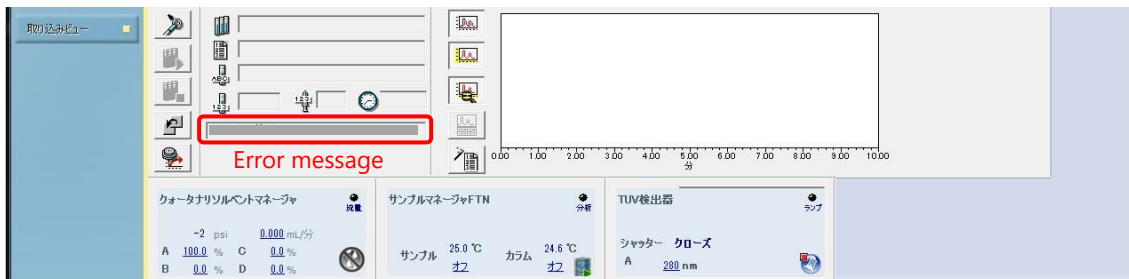 取り込みビュー
ABC
123
123
Error message
0.00 1.00 2.00 3.00 4.00 5.00 6.00 7.00 8.00 9.00 10.00
分
クォータナリソルベントマネージャ 流量
-2 psi 0.000 mL/分
A 100.0 % C 0.0 %
B 0.0 % D 0.0 %
サンプルマネージャFTN 分析
サンプル 25.0 ℃ カラム 24.6 ℃
オフ オフ
TUV検出器 ランプ
シャッター クローズ
A 280 nm